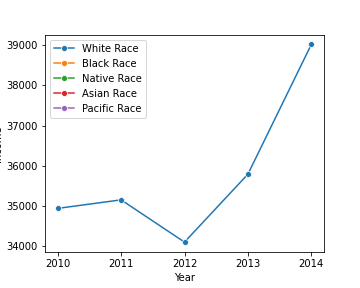 39000
38000
37000
36000
35000
34000
2010 2011 2012 2013 2014
Year
White Race
Black Race
Native Race
Asian Race
Pacific Race